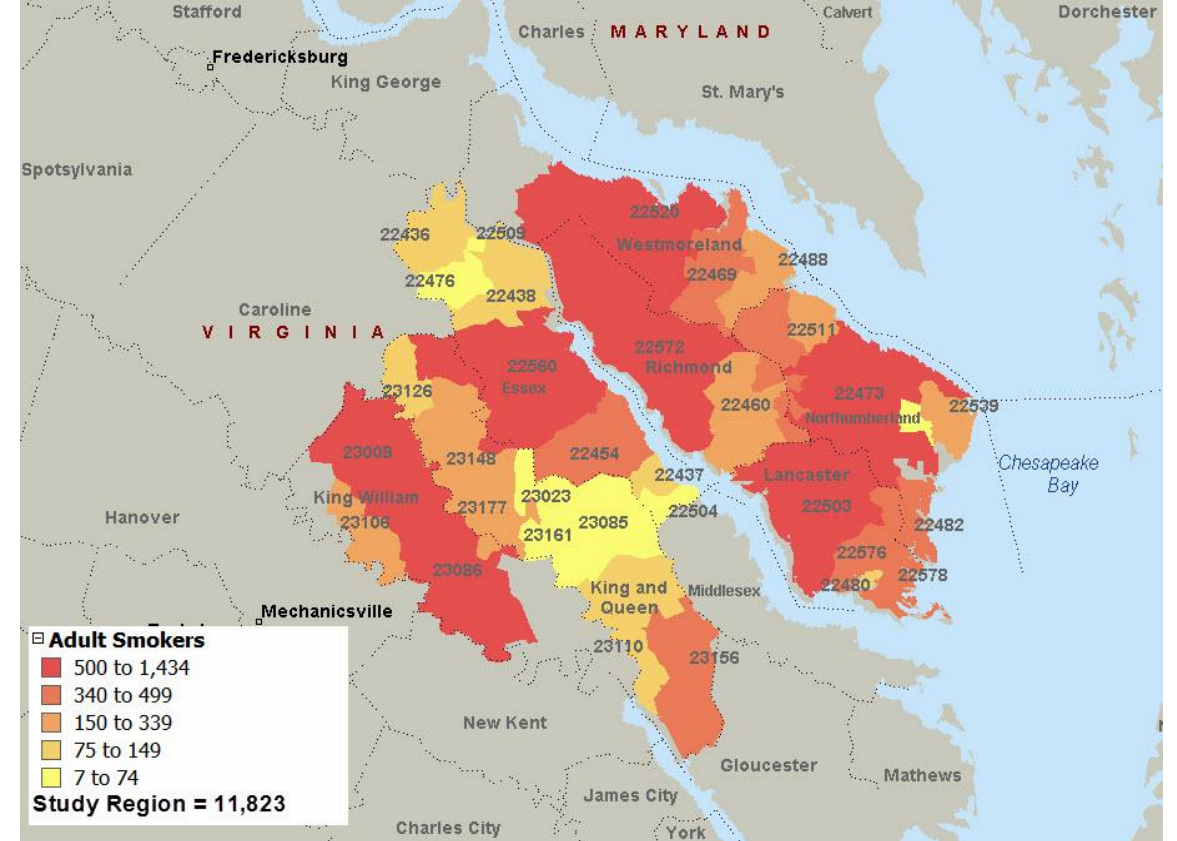 Stafford
Calvert
Dorchester
Charles
MARYLAND
Fredericksburg
King George
St. Mary's
Spotsylvania
22520
22436
22509
Westmoreland
22488
22469
22476
22438
Caroline
VIRGINIA
22511
22572
22560
Richmond
Essex
23126
22473
22460
22539
Northumberland
23009
22454
23148
Chesapeake
Bay
22437
Lancaster
King William
23023
23177
22503
22504
Hanover
23106
23085
22482
23161
22576
23086
22578
22480
King and
Queen
Middlesex
Mechanicsville
23110
23156
Adult Smokers
500 to 1,434
340 to 499
150 to 339
75 to 149
7 to 74
Study Region = 11,823
New Kent
Gloucester
Mathews
James City
Charles City
York